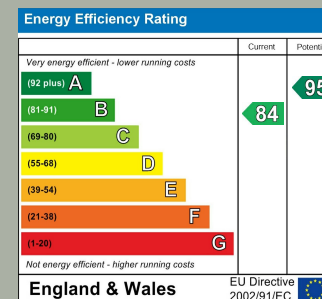 Energy Efficiency Rating
Current
Very energy efficient - lower running costs
(92 plus) A
(81-91) B
84
95
(69-80) C
(55-68) D
(39-54) E
(21-38) F
(1-20) G
Not energy efficient - higher running costs
England & Wales
EU Directive
2002/91/EC